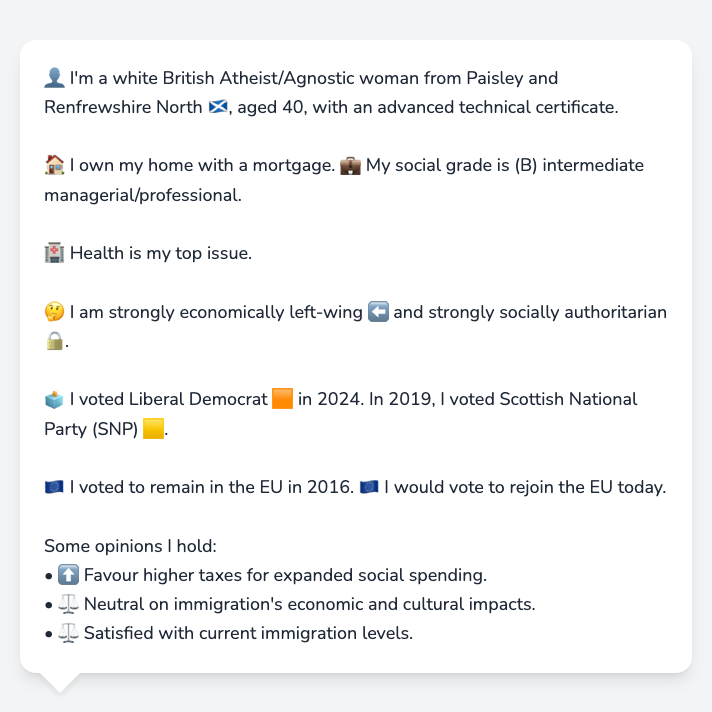 👤 I'm a white British Atheist/Agnostic woman from Paisley and
Renfrewshire North 🏴󠁧󠁢󠁳󠁣󠁴󠁿, aged 40, with an advanced technical certificate.
🏠 I own my home with a mortgage. 💼 My social grade is (B) intermediate
managerial/professional.
🏥 Health is my top issue.
🤔 I am strongly economically left-wing ⬅️ and strongly socially authoritarian
🔒.
🗳️ I voted Liberal Democrat 🟧 in 2024. In 2019, I voted Scottish National
Party (SNP) 🟨.
🇪🇺 I voted to remain in the EU in 2016. 🇪🇺 I would vote to rejoin the EU today.
Some opinions I hold:
• ⬆️ Favour higher taxes for expanded social spending.
• ⚖️ Neutral on immigration's economic and cultural impacts.
• ⚖️ Satisfied with current immigration levels.